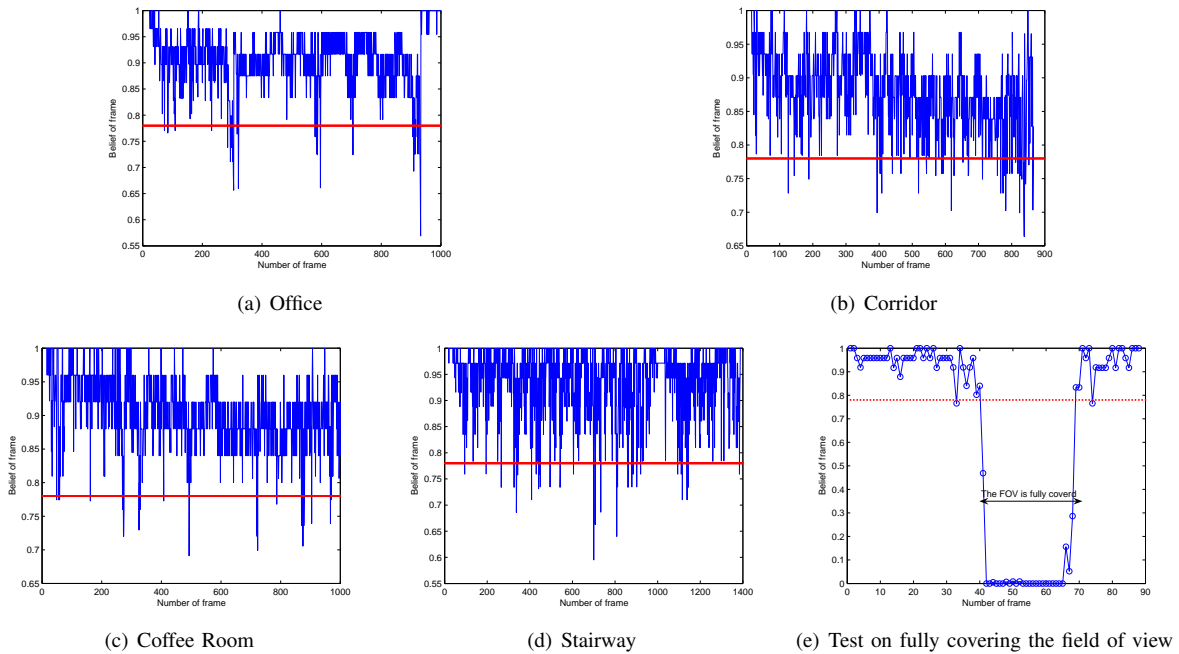 1
0.95
0.9
0.85
0.8
0.75
0.7
0.65
0.6
0.55
Belief of frame
0 200 400 600 800 1000
Number of frame
(a) Office
1
0.95
0.9
0.85
0.8
0.75
0.7
0.65
Belief of frame
0 100 200 300 400 500 600 700 800 900
Number of frame
(b) Corridor
1
0.95
0.9
0.85
0.8
0.75
0.7
0.65
Belief of frame
0 200 400 600 800 1000
Number of frame
(c) Coffee Room
1
0.95
0.9
0.85
0.8
0.75
0.7
0.65
0.6
0.55
Belief of frame
0 200 400 600 800 1000 1200 1400
Number of frame
(d) Stairway
1
0.9
0.8
0.7
0.6
0.5
0.4
0.3
0.2
0.1
0
Belief of frame
The FOV is fully coverd
0 10 20 30 40 50 60 70 80 90
Number of frame
(e) Test on fully covering the field of view